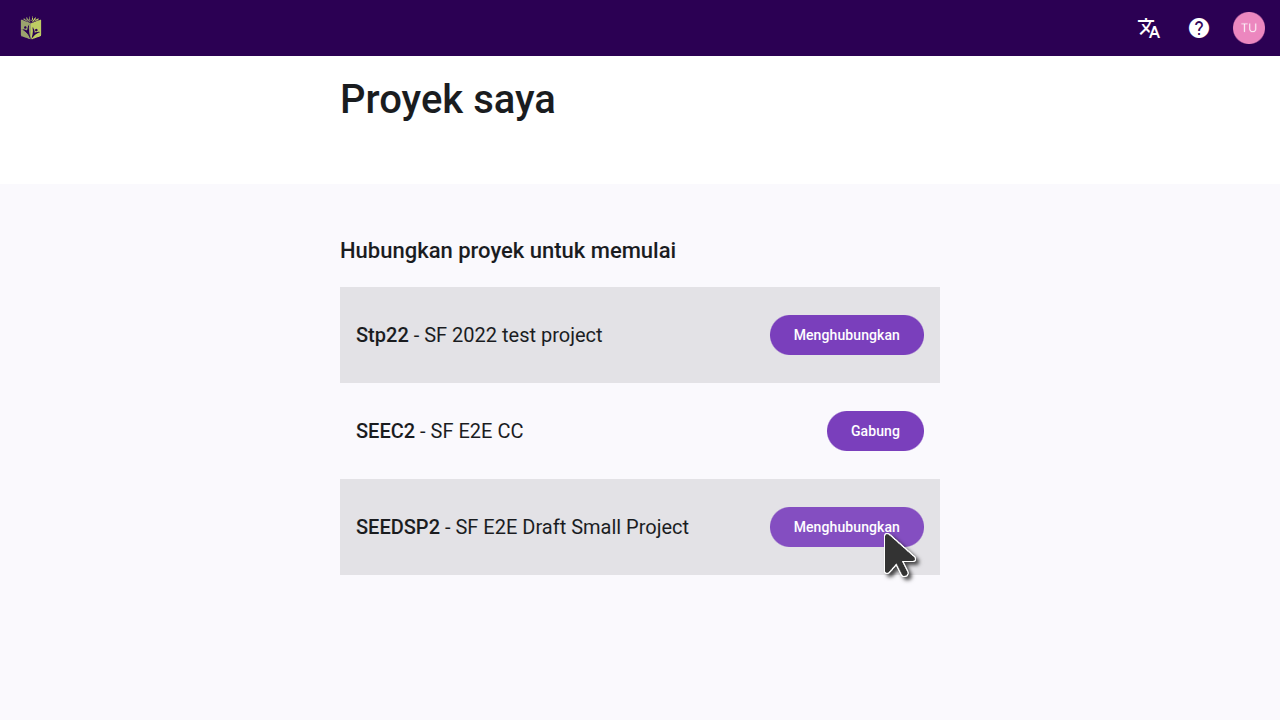 TU
Proyek saya
Hubungkan proyek untuk memulai
Stp22 - SF 2022 test project
Menghubungkan
SEEC2 - SF E2E CC
Gabung
SEEDSP2 - SF E2E Draft Small Project
Menghubungkan